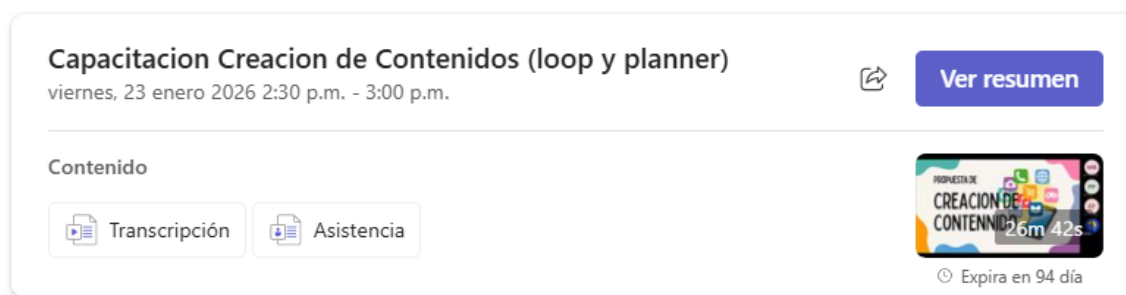 Capacitacion Creacion de Contenidos (loop y planner)
viernes, 23 enero 2026 2:30 p.m. - 3:00 p.m.
Ver resumen
Contenido
Transcripción
Asistencia
PROPUESTA DE
CREACION DE
CONTENNIDO
26m 42s
Expira en 94 día